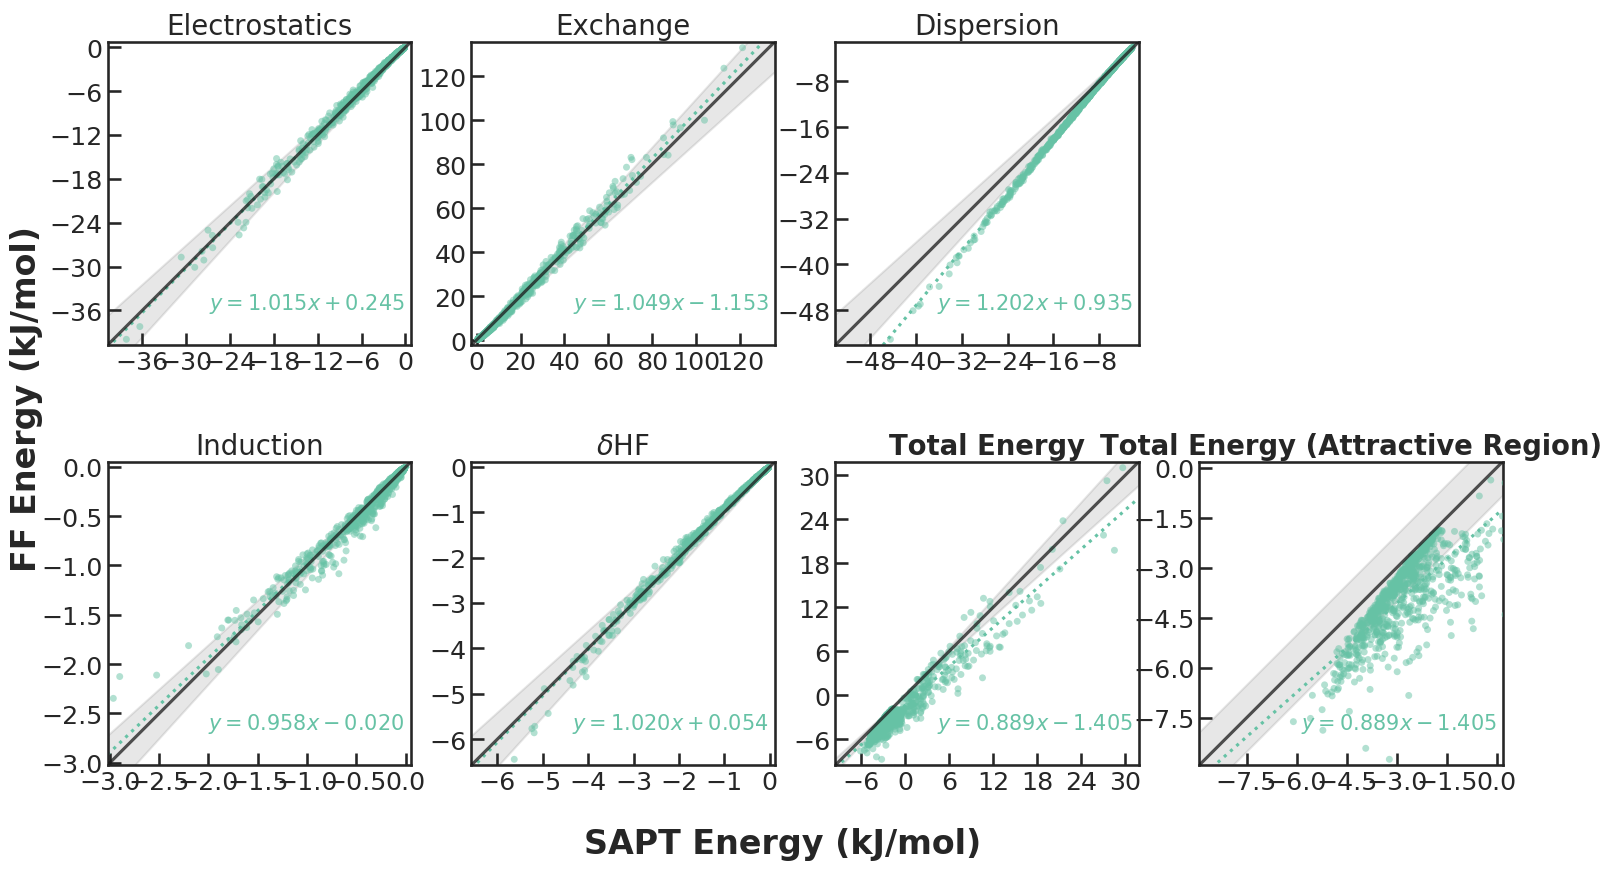 Electrostatics
Exchange
Dispersion
0
−6
−12
−18
−24
−30
−36
y = 1.015x + 0.245
−36 −30 −24 −18 −12 −6 0
120
100
80
60
40
20
0
y = 1.049x − 1.153
0 20 40 60 80 100 120
−8
−16
−24
−32
−40
−48
y = 1.202x + 0.935
−48 −40 −32 −24 −16 −8
FF Energy (kJ/mol)
Induction
δHF
Total Energy
Total Energy (Attractive Region)
0.0
−0.5
−1.0
−1.5
−2.0
−2.5
−3.0
y = 0.958x − 0.020
−3.0 −2.5 −2.0 −1.5 −1.0 −0.5 0.0
0
−1
−2
−3
−4
−5
−6
y = 1.020x + 0.054
−6 −5 −4 −3 −2 −1 0
30
24
18
12
6
0
−6
y = 0.889x − 1.405
−6 0 6 12 18 24 30
0.0
−1.5
−3.0
−4.5
−6.0
−7.5
y = 0.889x − 1.405
−7.5 −6.0 −4.5 −3.0 −1.5 0.0
SAPT Energy (kJ/mol)